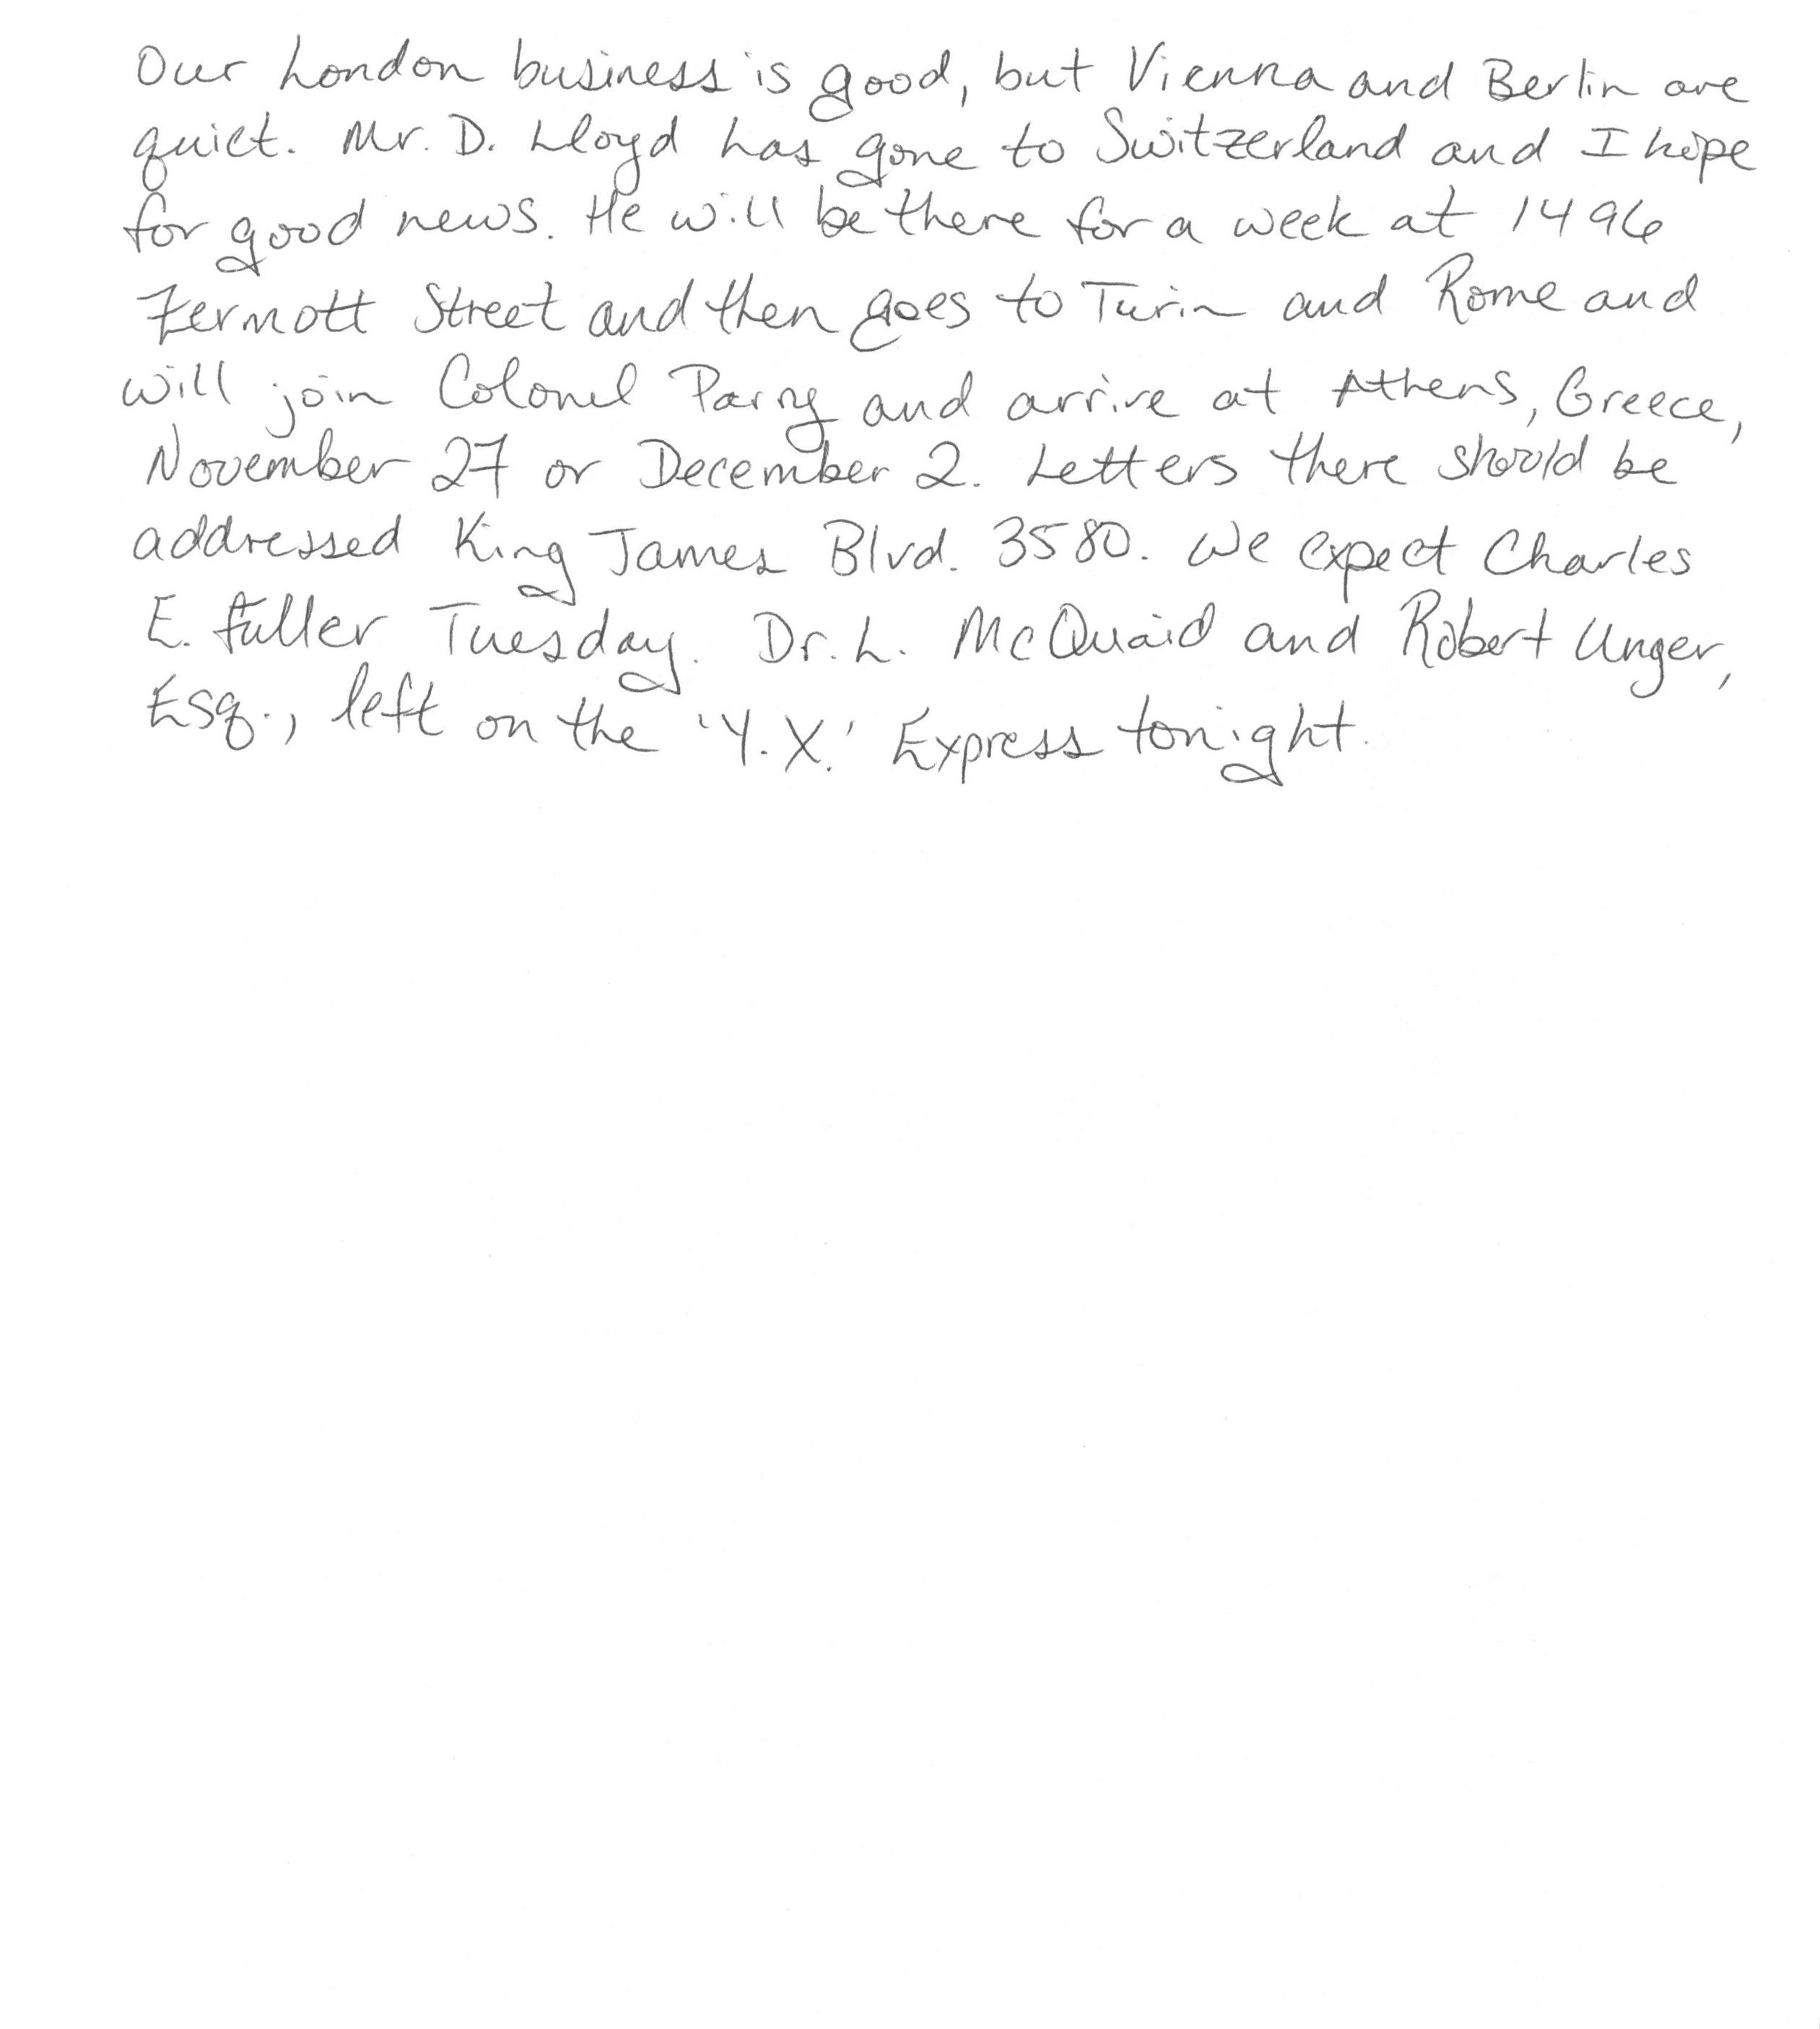 Our London business is good, but Vienna and Berlin are
quiet. Mr. D. Lloyd has gone to Switzerland and I hope
for good news. He will be there for a week at 1496
Zermott Street and then goes to Turin and Rome and
will join Colonel Parry and arrive at Athens, Greece,
November 27 or December 2. Letters there should be
addressed King James Blvd. 3580. We expect Charles
E. Fuller Tuesday. Dr. L. McQuaid and Robert Unger,
Esq., left on the 'Y.X.' Express tonight.